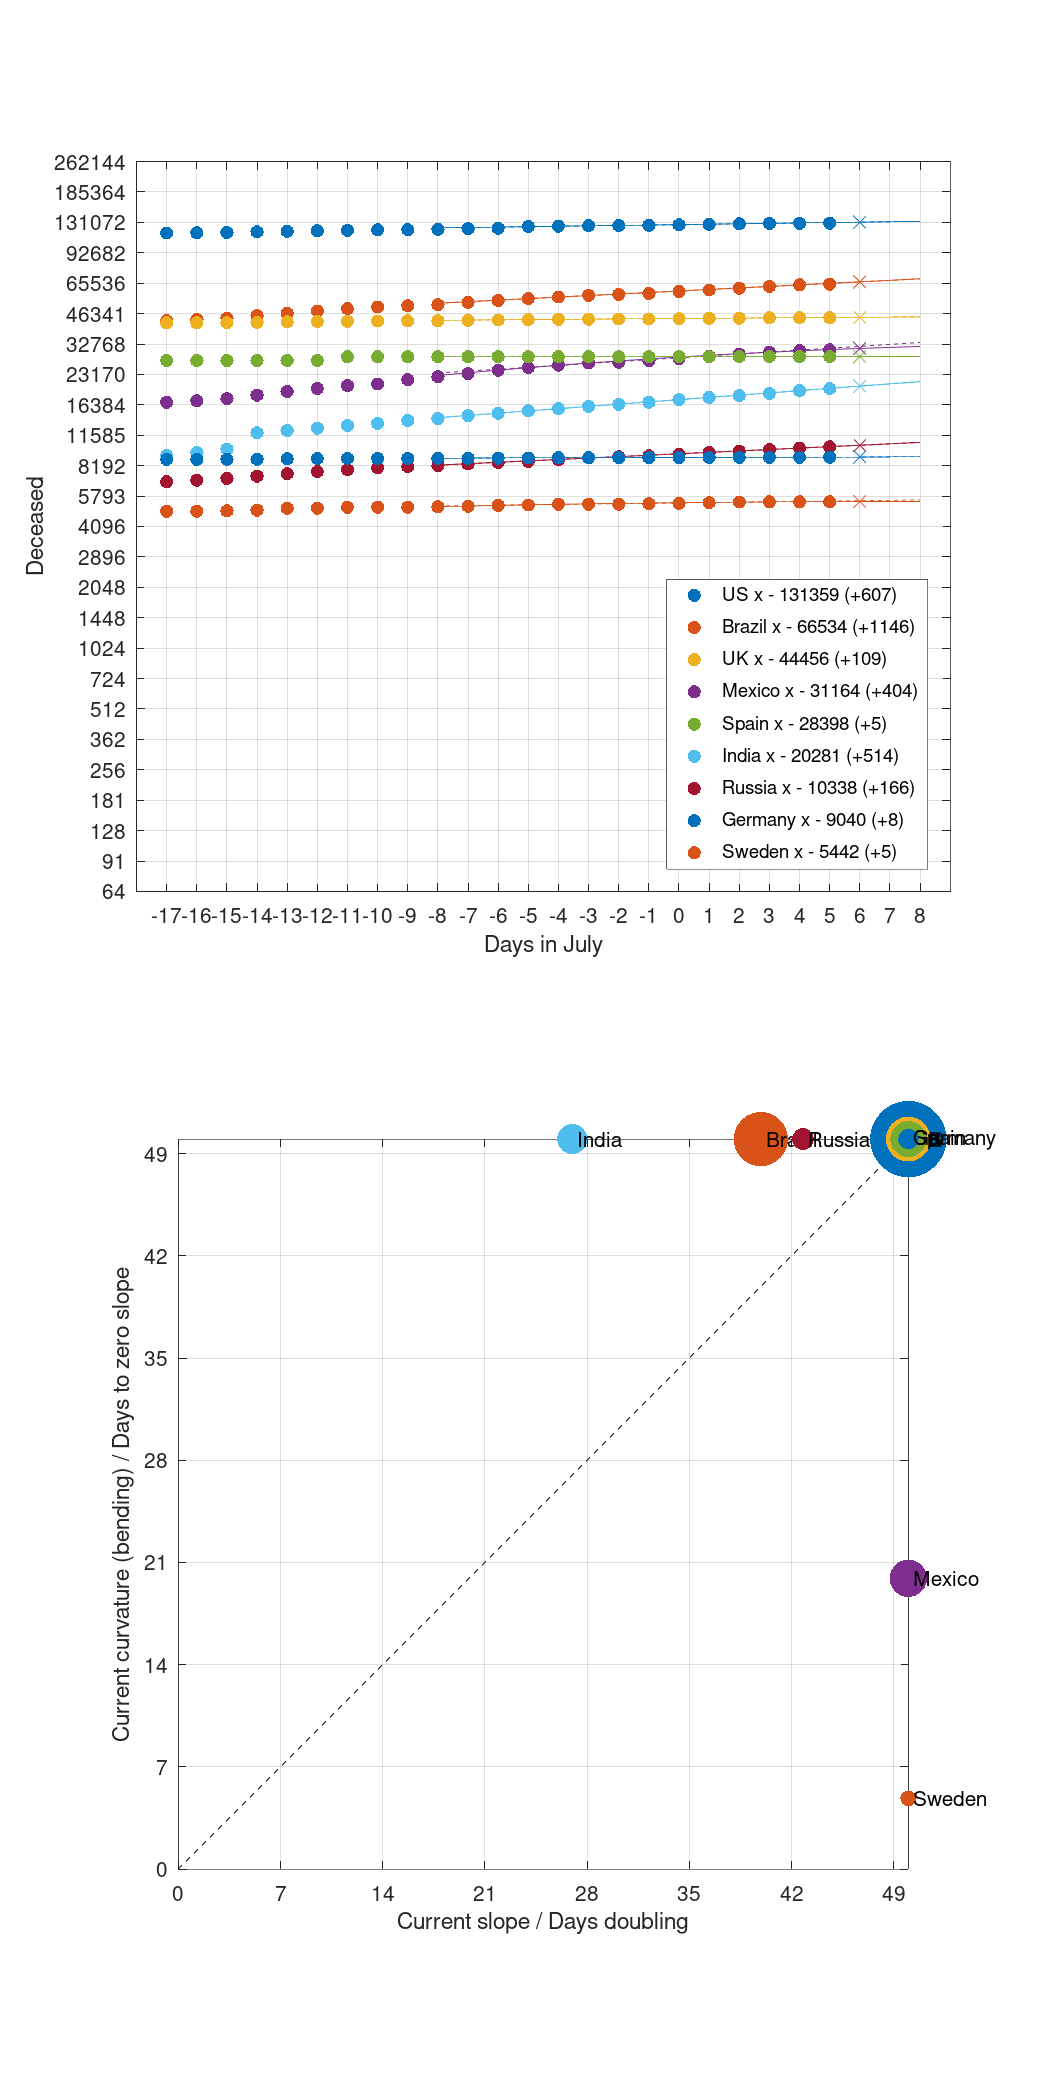 262144
185364
131072
92682
65536
46341
32768
23170
16384
11585
8192
5793
4096
2896
2048
1448
1024
724
512
362
256
181
128
91
64
Deceased
US x - 131359 (+607)
Brazil x - 66534 (+1146)
UK x - 44456 (+109)
Mexico x - 31164 (+404)
Spain x - 28398 (+5)
India x - 20281 (+514)
Russia x - 10338 (+166)
Germany x - 9040 (+8)
Sweden x - 5442 (+5)
-17 -16 -15 -14 -13 -12 -11 -10 -9 -8 -7 -6 -5 -4 -3 -2 -1 0 1 2 3 4 5 6 7 8
Days in July
India
Brazil
Russia
Germany
Mexico
Sweden
49
42
35
28
21
14
7
0
Current curvature (bending) / Days to zero slope
0 7 14 21 28 35 42 49
Current slope / Days doubling